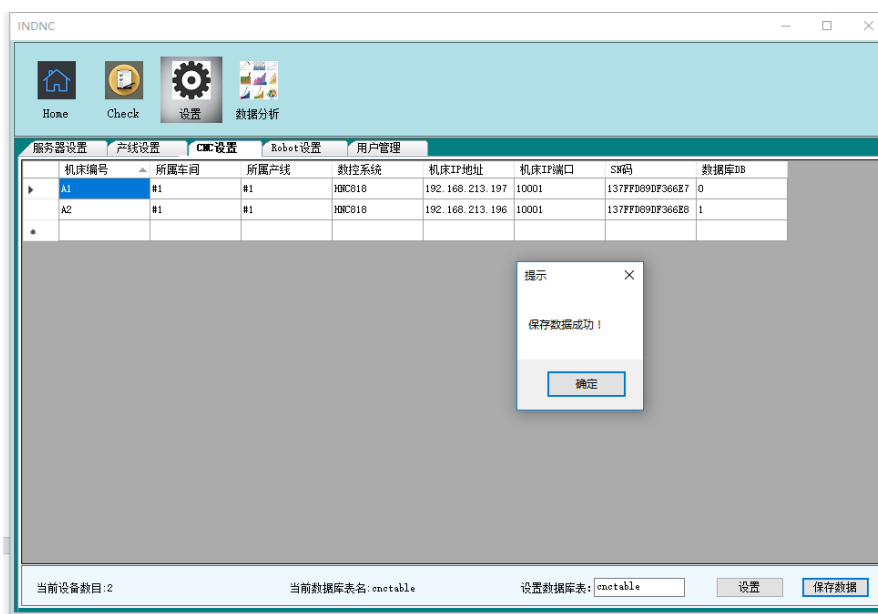 INDNC
Home Check 设置 数据分析
服务器设置 产线设置 CNC设置 Robot设置 用户管理
机床编号 所属车间 所属产线 数控系统 机床IP地址 机床IP端口 SN码 数据库DB
A1 #1 #1 HNC818 192.168.213.197 10001 137FFD89DF366E7 0
A2 #1 #1 HNC818 192.168.213.196 10001 137FFD89DF366E8 1
提示
保存数据成功！
确定
当前设备数目:2 当前数据库表名:cnctable 设置数据库表: cnctable 设置 保存数据